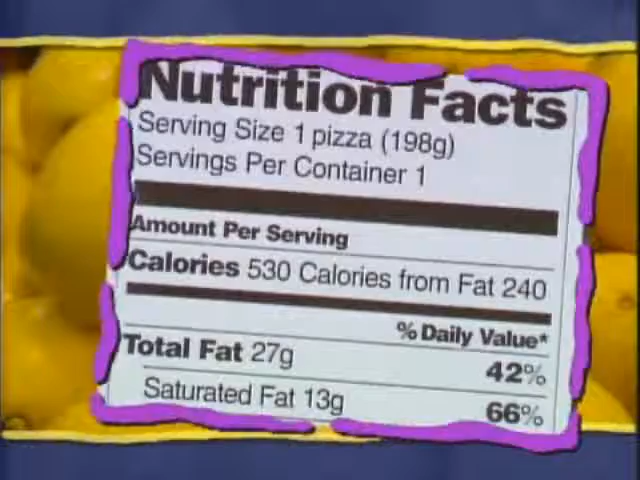 Nutrition Facts
Serving Size 1 pizza (198g)
Servings Per Container 1
Amount Per Serving
Calories 530 Calories from Fat 240
% Daily Value*
Total Fat 27g 42%
Saturated Fat 13g 66%